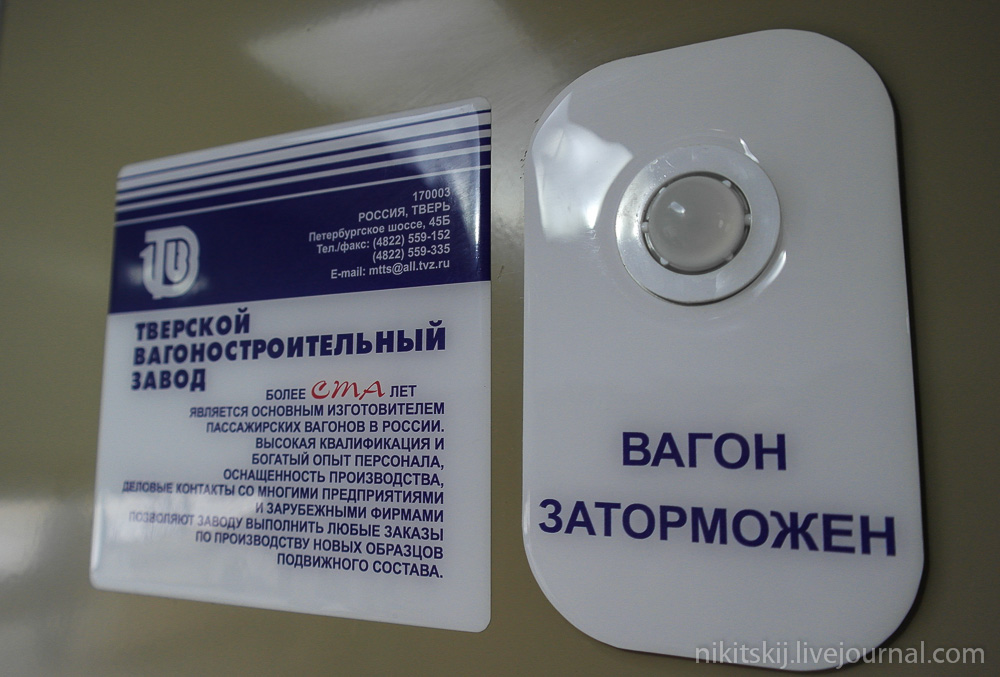 170003
РОССИЯ, ТВЕРЬ
Петербургское шоссе, 45Б
Тел./факс: (4822) 559-152
(4822) 559-335
E-mail: mtts@all.tvz.ru
ТВЗ
ТВЕРСКОЙ
ВАГОНОСТРОИТЕЛЬНЫЙ
ЗАВОД
БОЛЕЕ СТА ЛЕТ
ЯВЛЯЕТСЯ ОСНОВНЫМ ИЗГОТОВИТЕЛЕМ
ПАССАЖИРСКИХ ВАГОНОВ В РОССИИ.
ВЫСОКАЯ КВАЛИФИКАЦИЯ И
БОГАТЫЙ ОПЫТ ПЕРСОНАЛА,
ОСНАЩЕННОСТЬ ПРОИЗВОДСТВА,
ДЕЛОВЫЕ КОНТАКТЫ СО МНОГИМИ ПРЕДПРИЯТИЯМИ
И ЗАРУБЕЖНЫМИ ФИРМАМИ
ПОЗВОЛЯЮТ ЗАВОДУ ВЫПОЛНИТЬ ЛЮБЫЕ ЗАКАЗЫ
ПО ПРОИЗВОДСТВУ НОВЫХ ОБРАЗЦОВ
ПОДВИЖНОГО СОСТАВА.
ВАГОН
ЗАТОРМОЖЕН
nikitskij.livejournal.com